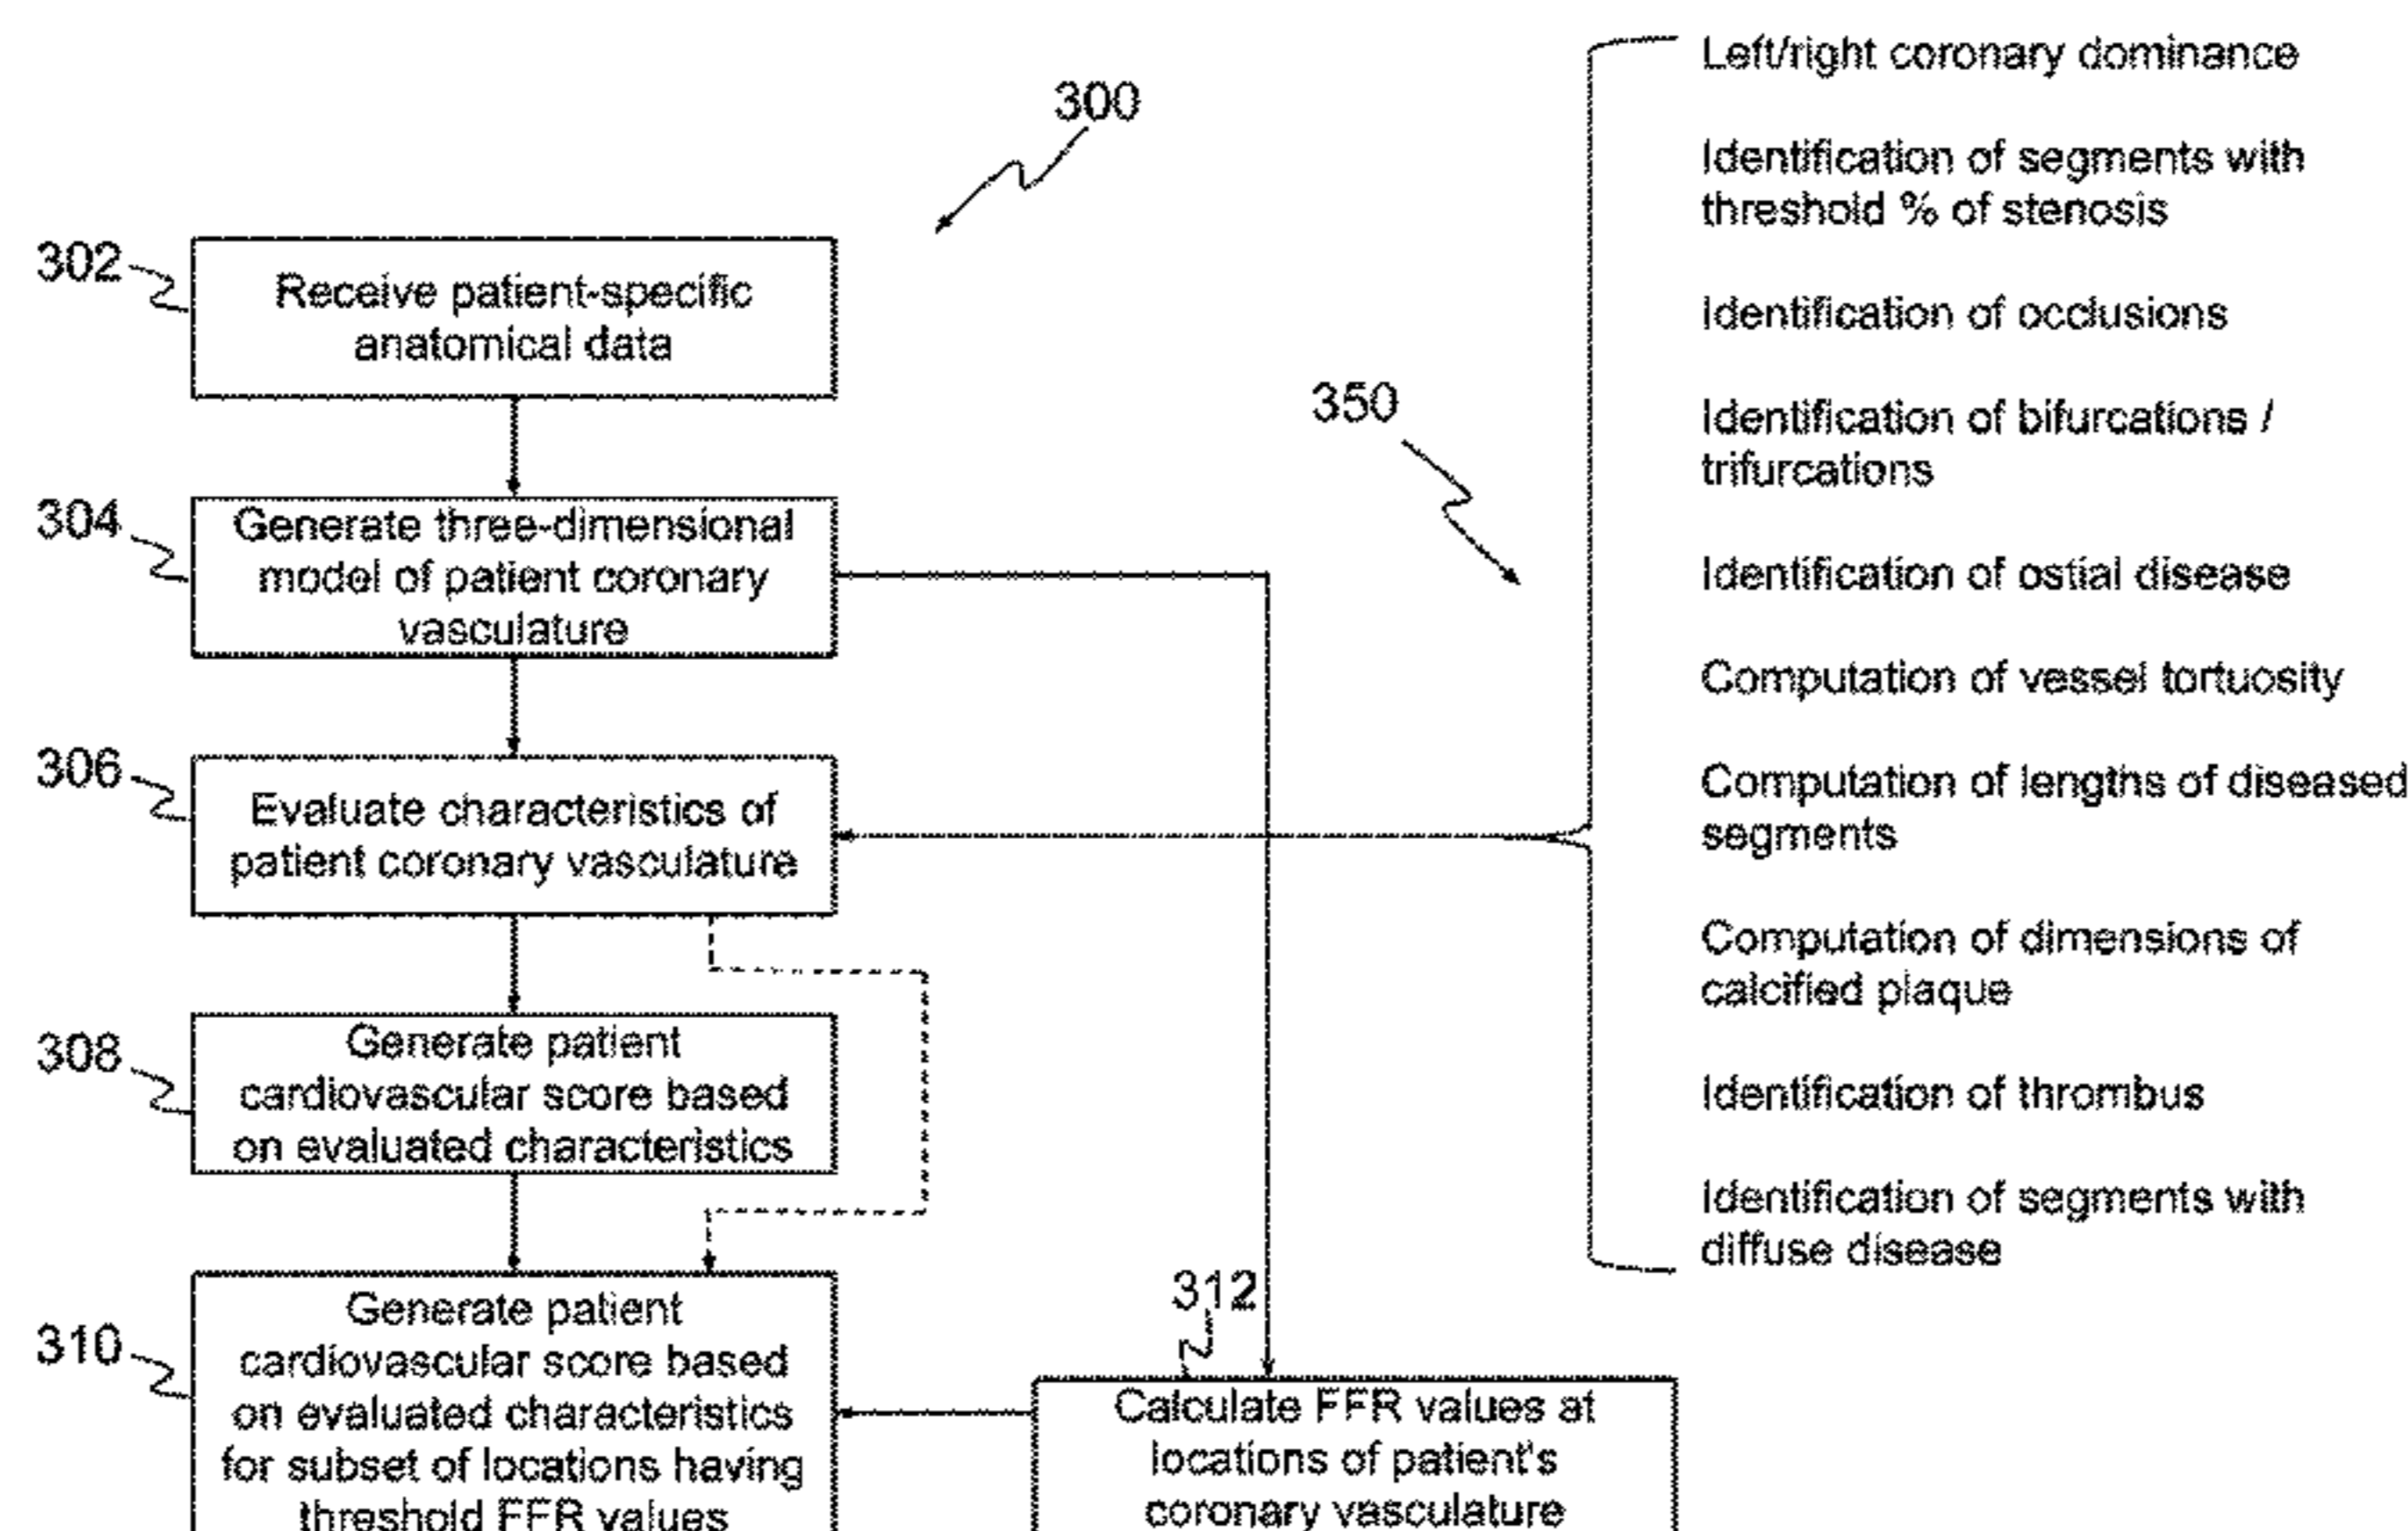 300
302
Receive patient-specific
anatomical data
304
Generate three-dimensional
model of patient coronary
vasculature
306
Evaluate characteristics of
patient coronary vasculature
308
Generate patient
cardiovascular score based
on evaluated characteristics
310
Generate patient
cardiovascular score based
on evaluated characteristics
for subset of locations having
threshold FFR values
312
Calculate FFR values at
locations of patient's
coronary vasculature
350
Left/right coronary dominance
Identification of segments with
threshold % of stenosis
Identification of occlusions
Identification of bifurcations /
trifurcations
Identification of ostial disease
Computation of vessel tortuosity
Computation of lengths of diseased
segments
Computation of dimensions of
calcified plaque
Identification of thrombus
Identification of segments with
diffuse disease